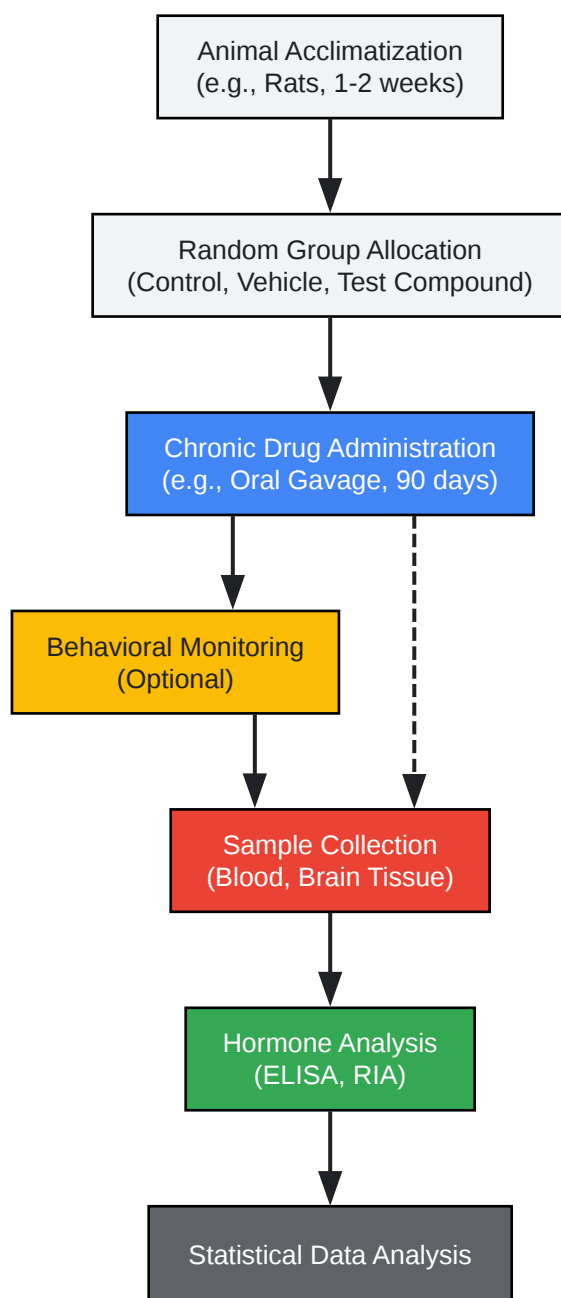 Animal Acclimatization
(e.g., Rats, 1-2 weeks)
Random Group Allocation
(Control, Vehicle, Test Compound)
Chronic Drug Administration
(e.g., Oral Gavage, 90 days)
Behavioral Monitoring
(Optional)
Sample Collection
(Blood, Brain Tissue)
Hormone Analysis
(ELISA, RIA)
Statistical Data Analysis